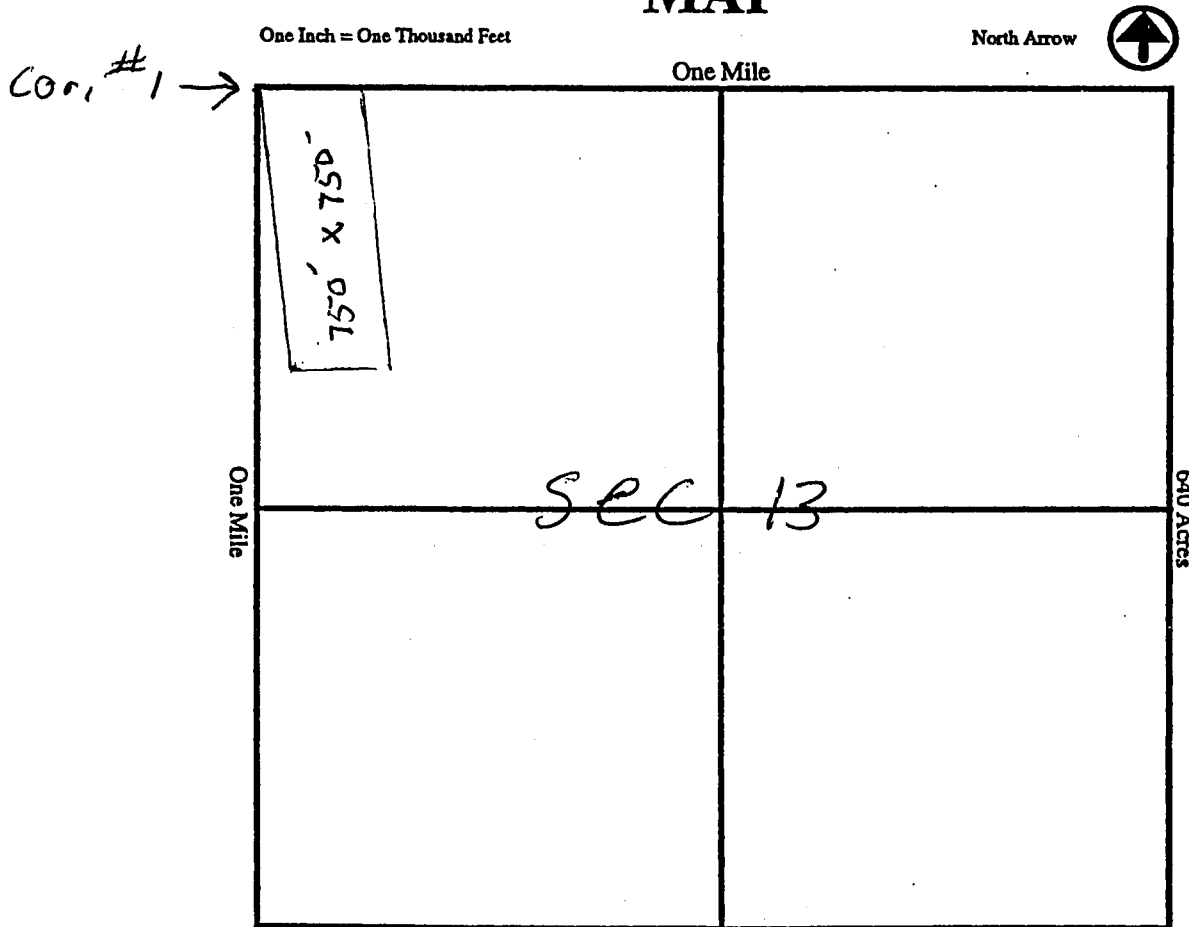 MAP
One Inch = One Thousand Feet
North Arrow
One Mile
Cor. #1 →
750' x 750'
SEC 13
One Mile
640 Acres